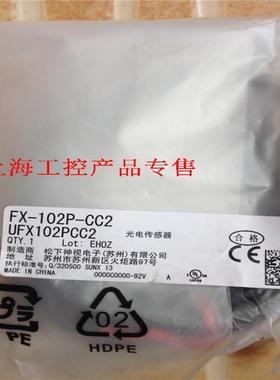 上海工控产品专售
FX-102P-CC2
UFX102PCC2
光电传感器
QTY. 1 Lot: EHOZ
制造商 松下神视电子(苏州)有限公司
地址 苏州市苏州新区火炬路97号
执行标准号/Q/320500 SUNX 13
MADE IN CHINA 000000000-92V A
合格
プラ
PE
02
HDPE